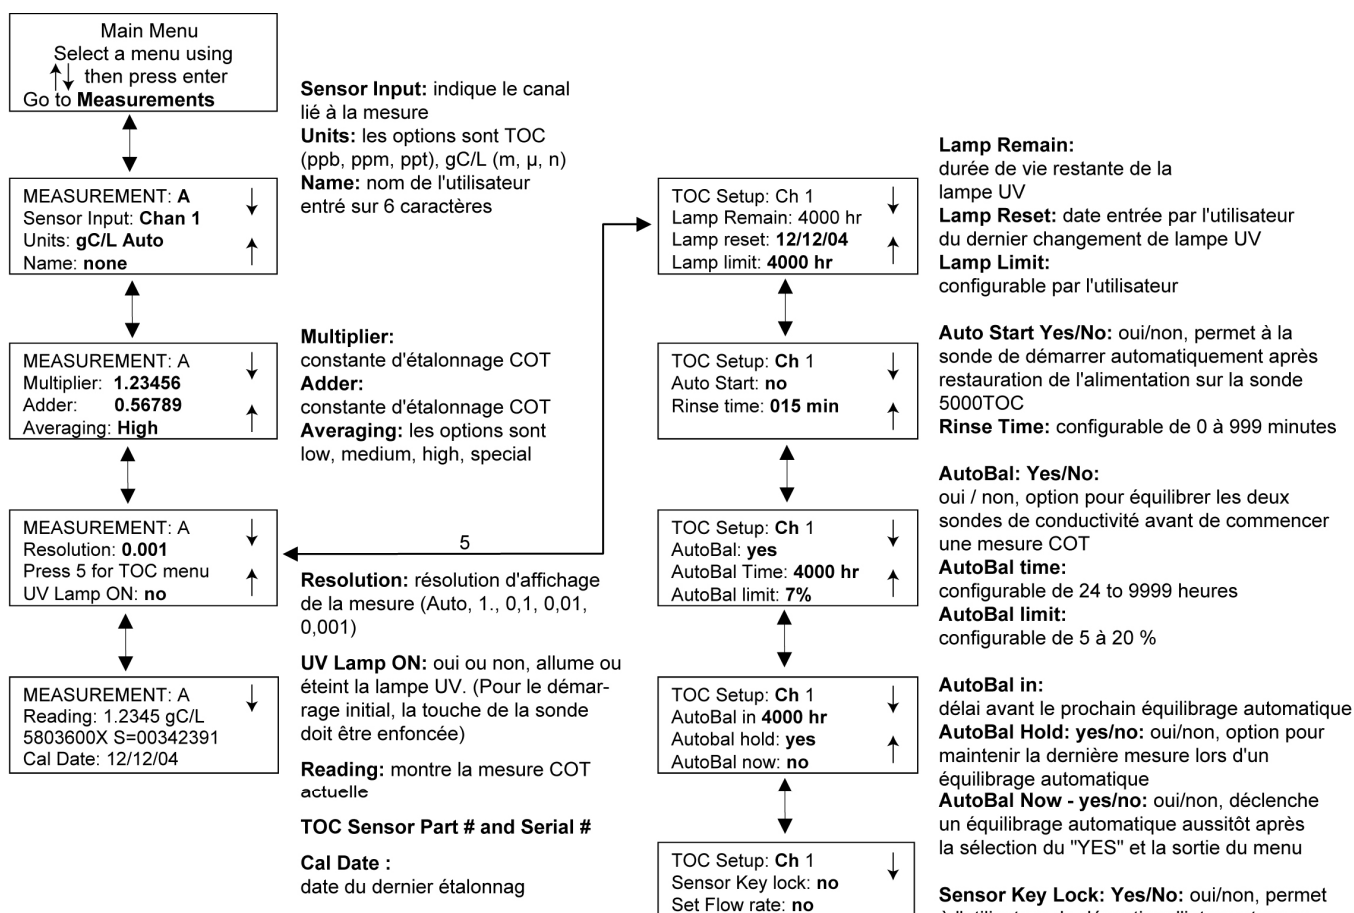 Main Menu
Select a menu using
↑↓ then press enter
Go to Measurements
MEASUREMENT: A ↓
Sensor Input: Chan 1
Units: gC/L Auto ↑
Name: none
MEASUREMENT: A ↓
Multiplier: 1.23456
Adder: 0.56789 ↑
Averaging: High
MEASUREMENT: A ↓
Resolution: 0.001
Press 5 for TOC menu ↑
UV Lamp ON: no
MEASUREMENT: A ↓
Reading: 1.2345 gC/L
5803600X S=00342391
Cal Date: 12/12/04
Sensor Input: indique le canal
lié à la mesure
Units: les options sont TOC
(ppb, ppm, ppt), gC/L (m, µ, n)
Name: nom de l'utilisateur
entré sur 6 caractères
Multiplier:
constante d'étalonnage COT
Adder:
constante d'étalonnage COT
Averaging: les options sont
low, medium, high, special
5
Resolution: résolution d'affichage
de la mesure (Auto, 1., 0,1, 0,01,
0,001)
UV Lamp ON: oui ou non, allume ou
éteint la lampe UV. (Pour le démar-
rage initial, la touche de la sonde
doit être enfoncée)
Reading: montre la mesure COT
actuelle
TOC Sensor Part # and Serial #
Cal Date :
date du dernier étalonnag
TOC Setup: Ch 1 ↓
Lamp Remain: 4000 hr
Lamp reset: 12/12/04 ↑
Lamp limit: 4000 hr
TOC Setup: Ch 1 ↓
Auto Start: no
Rinse time: 015 min ↑
TOC Setup: Ch 1 ↓
AutoBal: yes
AutoBal Time: 4000 hr ↑
AutoBal limit: 7%
TOC Setup: Ch 1 ↓
AutoBal in 4000 hr
Autobal hold: yes ↑
AutoBal now: no
TOC Setup: Ch 1 ↓
Sensor Key lock: no
Set Flow rate: no
Lamp Remain:
durée de vie restante de la
lampe UV
Lamp Reset: date entrée par l'utilisateur
du dernier changement de lampe UV
Lamp Limit:
configurable par l'utilisateur
Auto Start Yes/No: oui/non, permet à la
sonde de démarrer automatiquement après
restauration de l'alimentation sur la sonde
5000TOC
Rinse Time: configurable de 0 à 999 minutes
AutoBal: Yes/No:
oui / non, option pour équilibrer les deux
sondes de conductivité avant de commencer
une mesure COT
AutoBal time:
configurable de 24 to 9999 heures
AutoBal limit:
configurable de 5 à 20 %
AutoBal in:
délai avant le prochain équilibrage automatique
AutoBal Hold: yes/no: oui/non, option pour
maintenir la dernière mesure lors d'un
équilibrage automatique
AutoBal Now - yes/no: oui/non, déclenche
un équilibrage automatique aussitôt après
la sélection du "YES" et la sortie du menu
Sensor Key Lock: Yes/No: oui/non, permet